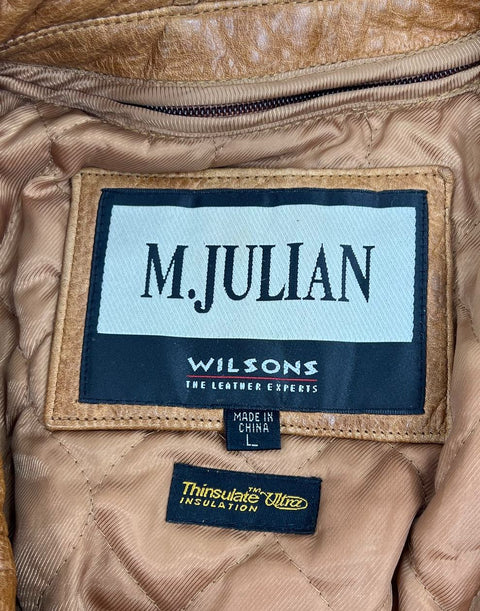 M.JULIAN
WILSONS
THE LEATHER EXPERTS
MADE IN
CHINA
L
Thinsulate™ Ultra
INSULATION